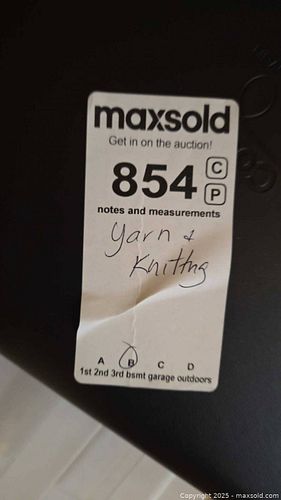 maxsold
Get in on the auction!
854 C
P
notes and measurements
Yarn &
Knitting
A B C D
1st 2nd 3rd bsmt garage outdoors
Copyright 2025 - maxsold.com